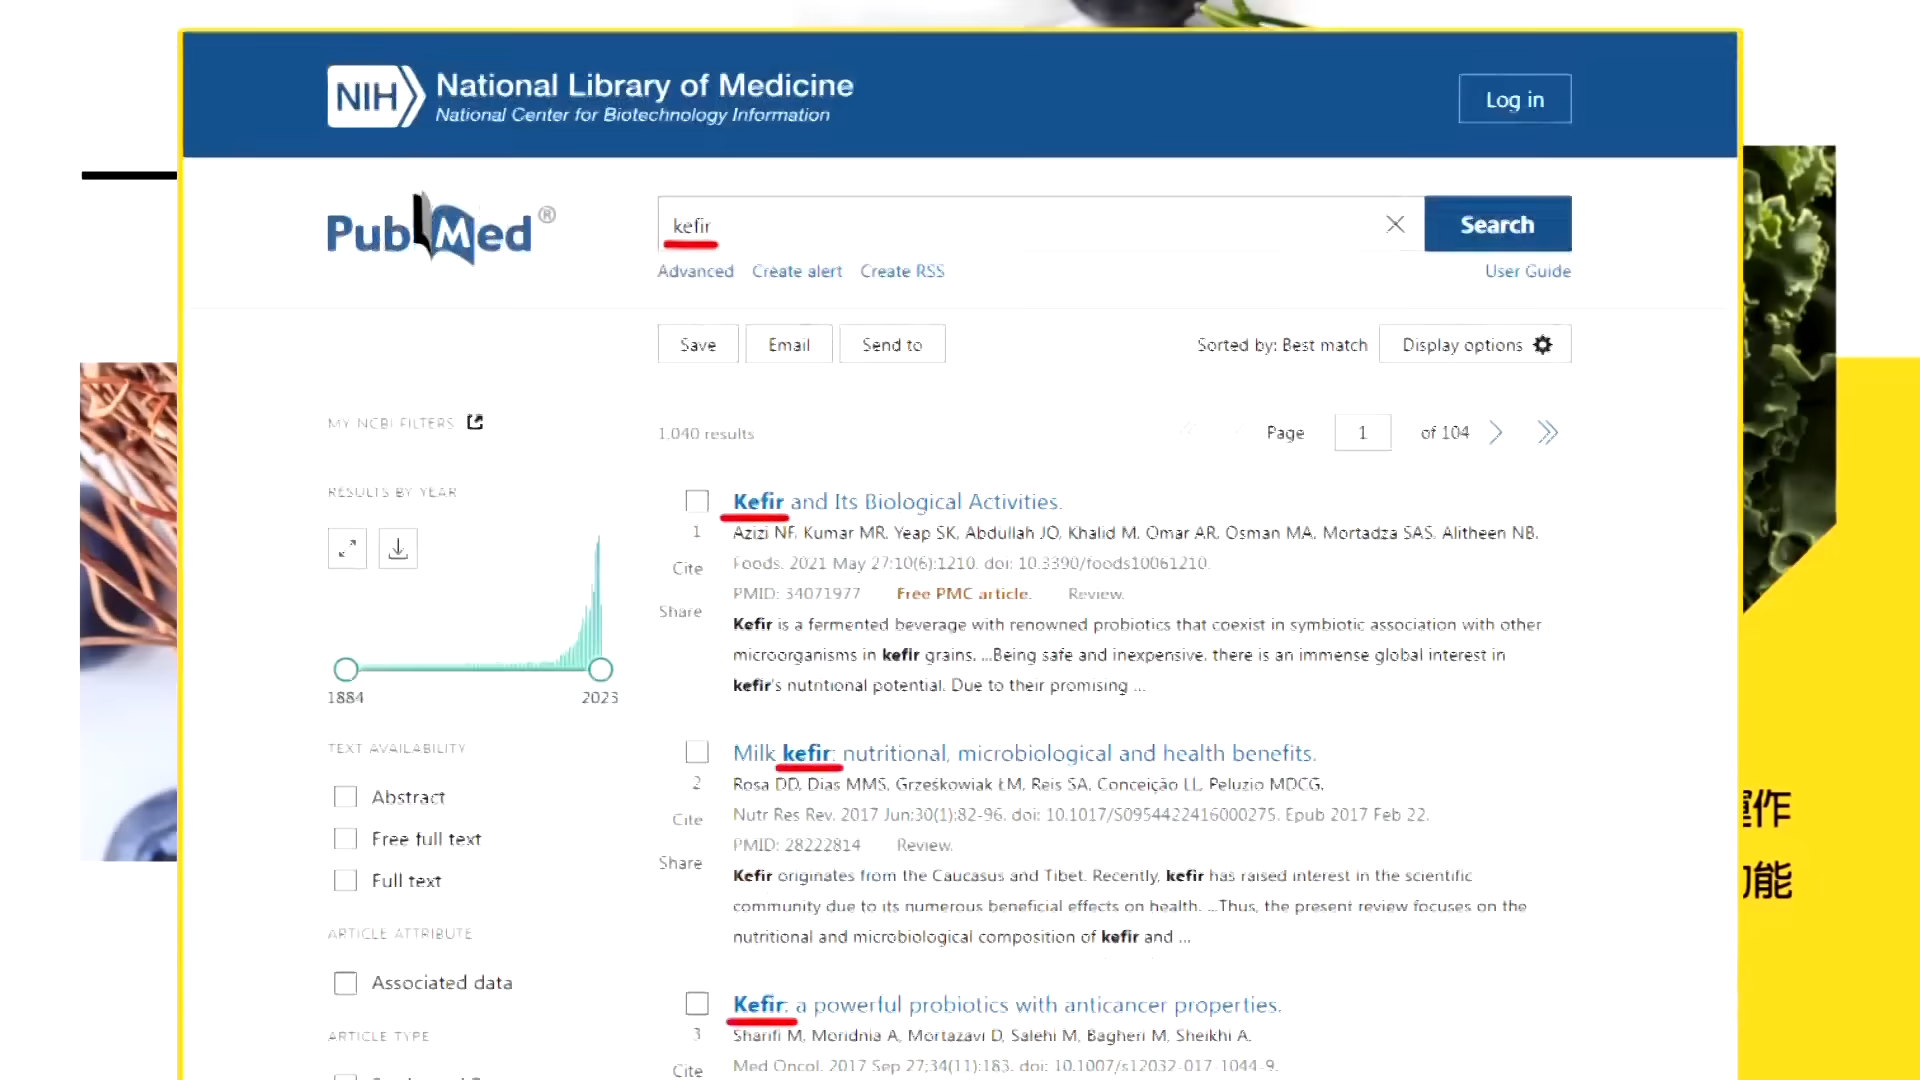 NIH National Library of Medicine
National Center for Biotechnology Information
Log in
PubMed®
kefir
Search
Advanced Create alert Create RSS
User Guide
Save Email Send to
Sorted by: Best match
Display options
MY NCBI FILTERS
1,040 results
Page 1 of 104
RESULTS BY YEAR
1884 2023
TEXT AVAILABILITY
Abstract
Free full text
Full text
ARTICLE ATTRIBUTE
Associated data
ARTICLE TYPE
Kefir and Its Biological Activities.
1
Azizi NF, Kumar MR, Yeap SK, Abdullah JO, Khalid M, Omar AR, Osman MA, Mortadza SAS, Alitheen NB.
Cite
Foods. 2021 May 27;10(6):1210. doi: 10.3390/foods10061210.
PMID: 34071977 Free PMC article. Review.
Share
Kefir is a fermented beverage with renowned probiotics that coexist in symbiotic association with other
microorganisms in kefir grains. ...Being safe and inexpensive, there is an immense global interest in
kefir's nutritional potential. Due to their promising ...
Milk kefir: nutritional, microbiological and health benefits.
2
Rosa DD, Dias MMS, Grześkowiak ŁM, Reis SA, Conceição LL, Peluzio MDCG.
Cite
Nutr Res Rev. 2017 Jun;30(1):82-96. doi: 10.1017/S0954422416000275. Epub 2017 Feb 22.
PMID: 28222814 Review.
Share
Kefir originates from the Caucasus and Tibet. Recently, kefir has raised interest in the scientific
community due to its numerous beneficial effects on health. ...Thus, the present review focuses on the
nutritional and microbiological composition of kefir and ...
Kefir: a powerful probiotics with anticancer properties.
3
Sharifi M, Moridnia A, Mortazavi D, Salehi M, Bagheri M, Sheikhi A.
Cite
Med Oncol. 2017 Sep 27;34(11):183. doi: 10.1007/s12032-017-1044-9.
運作
功能